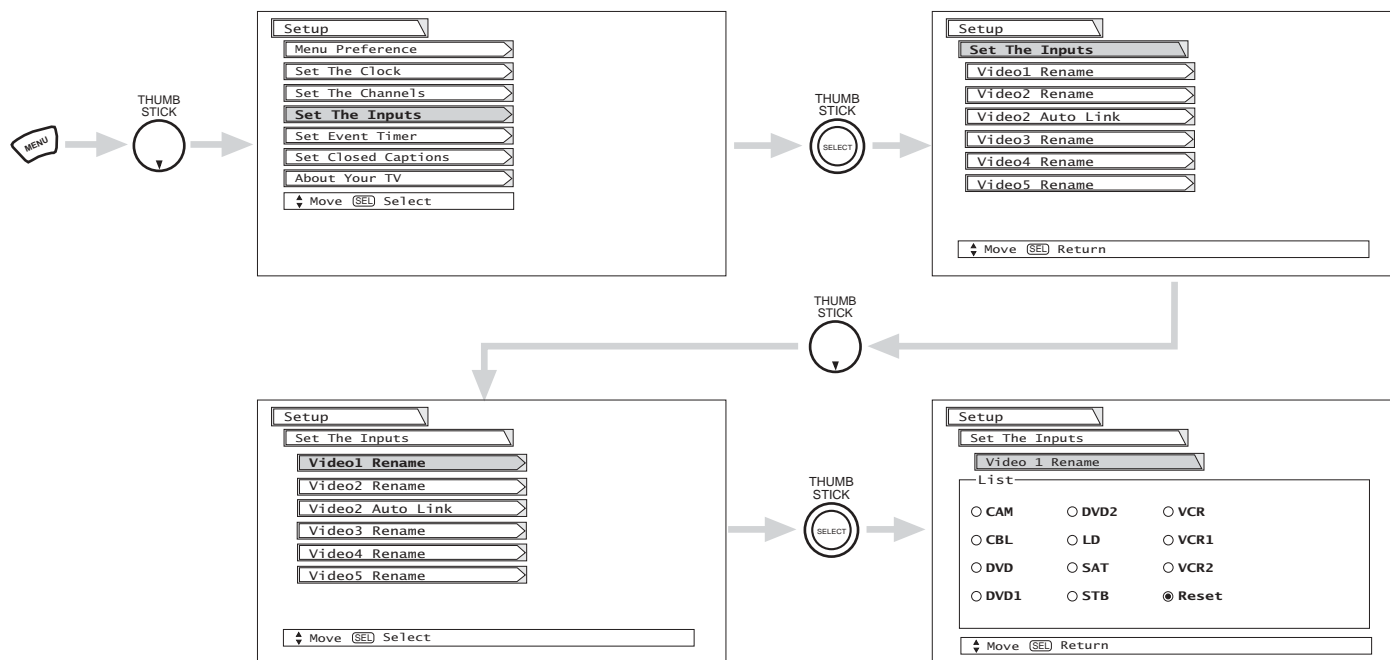 MENU
THUMB
STICK
Setup
Menu Preference
Set The Clock
Set The Channels
Set The Inputs
Set Event Timer
Set Closed Captions
About Your TV
Move SEL Select
THUMB
STICK
SELECT
Setup
Set The Inputs
Video1 Rename
Video2 Rename
Video2 Auto Link
Video3 Rename
Video4 Rename
Video5 Rename
Move SEL Return
THUMB
STICK
Setup
Set The Inputs
Video1 Rename
Video2 Rename
Video2 Auto Link
Video3 Rename
Video4 Rename
Video5 Rename
Move SEL Select
THUMB
STICK
SELECT
Setup
Set The Inputs
Video 1 Rename
List
CAM DVD2 VCR
CBL LD VCR1
DVD SAT VCR2
DVD1 STB Reset
Move SEL Return